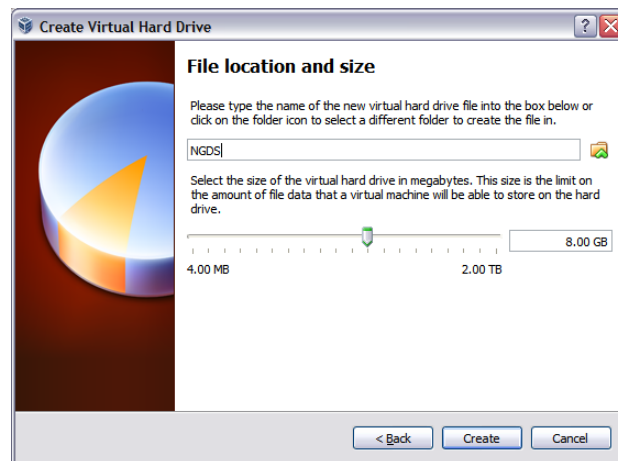 Create Virtual Hard Drive
File location and size
Please type the name of the new virtual hard drive file into the box below or
click on the folder icon to select a different folder to create the file in.
NGDS
Select the size of the virtual hard drive in megabytes. This size is the limit on
the amount of file data that a virtual machine will be able to store on the hard
drive.
8.00 GB
4.00 MB 2.00 TB
< Back Create Cancel